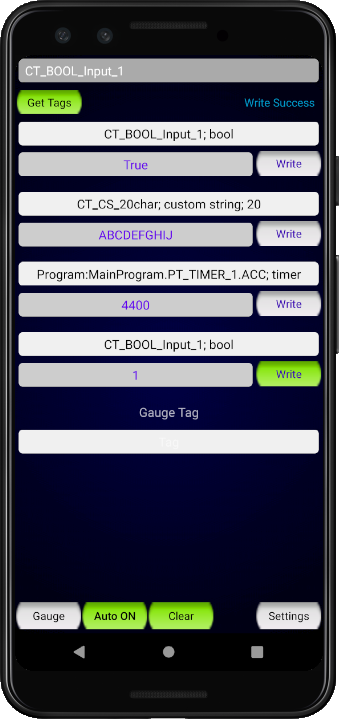 CT_BOOL_Input_1
Get Tags
Write Success
CT_BOOL_Input_1; bool
True
Write
CT_CS_20char; custom string; 20
ABCDEFGHIJ
Write
Program:MainProgram.PT_TIMER_1.ACC; timer
4400
Write
CT_BOOL_Input_1; bool
1
Write
Gauge Tag
Tag
Gauge
Auto ON
Clear
Settings